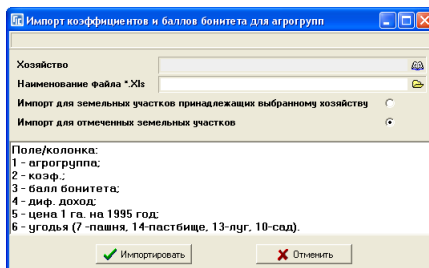 Импорт коэффициентов и баллов бонитета для агрогрупп
Хозяйство
Наименование файла *.Xls
Импорт для земельных участков принадлежащих выбранному хозяйству
Импорт для отмеченных земельных участков
Поле/колонка:
1 - агрогруппа;
2 - коэф.;
3 - балл бонитета;
4 - диф. доход;
5 - цена 1 га. на 1995 год;
6 - угодья (7 -пашня, 14-пастбище, 13-луг, 10-сад).
Импортировать
Отменить